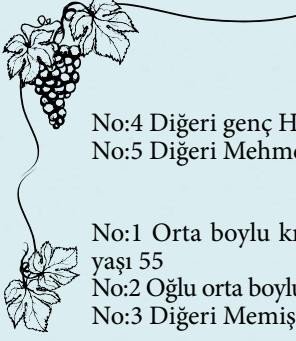 No:4 Diğeri genç H
No:5 Diğeri Mehme
No:1 Orta boylu kı
yaşı 55
No:2 Oğlu orta boylu
No:3 Diğeri Memiş